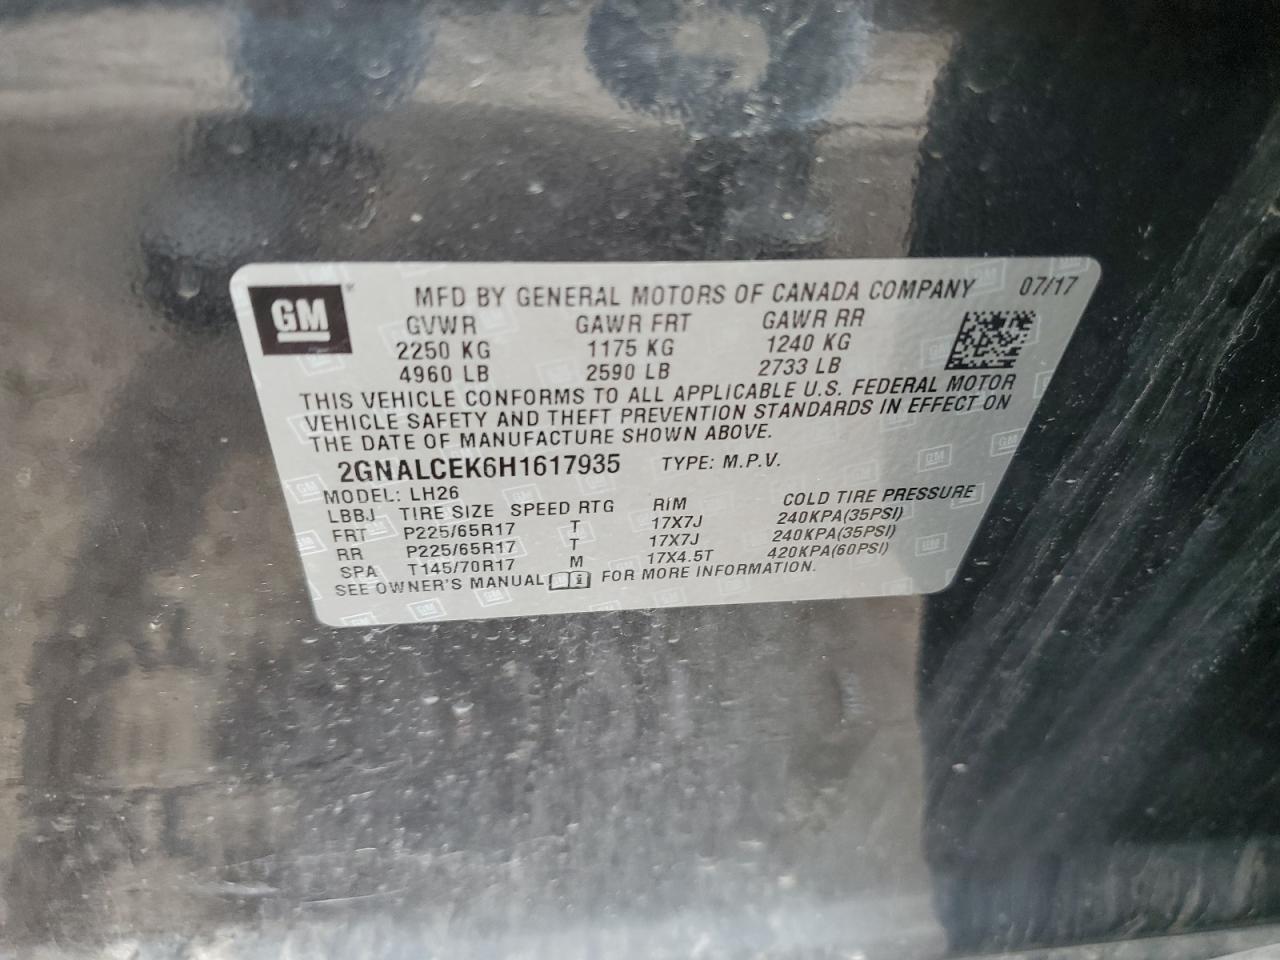 GM
MFD BY GENERAL MOTORS OF CANADA COMPANY 07/17
GVWR GAWR FRT GAWR RR
2250 KG 1175 KG 1240 KG
4960 LB 2590 LB 2733 LB
THIS VEHICLE CONFORMS TO ALL APPLICABLE U.S. FEDERAL MOTOR
VEHICLE SAFETY AND THEFT PREVENTION STANDARDS IN EFFECT ON
THE DATE OF MANUFACTURE SHOWN ABOVE.
2GNALCEK6H1617935 TYPE: M.P.V.
MODEL: LH26
LBBJ TIRE SIZE SPEED RTG RIM COLD TIRE PRESSURE
FRT P225/65R17 T 17X7J 240KPA(35PSI)
RR P225/65R17 T 17X7J 240KPA(35PSI)
SPA T145/70R17 M 17X4.5T 420KPA(60PSI)
SEE OWNER'S MANUAL FOR MORE INFORMATION.